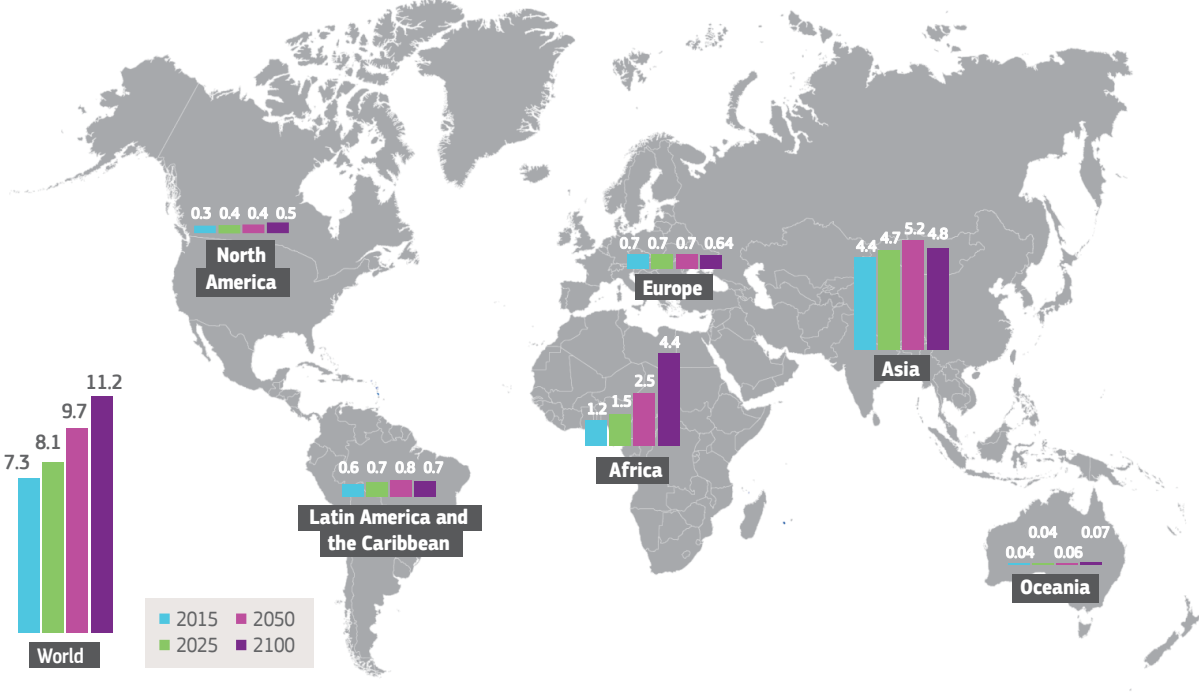 0.3 0.4 0.4 0.5
North
America
0.7 0.7 0.7 0.64
Europe
4.4 4.7 5.2 4.8
Asia
1.2 1.5 2.5 4.4
Africa
7.3 8.1 9.7 11.2
World
0.6 0.7 0.8 0.7
Latin America and
the Caribbean
0.04 0.04 0.06 0.07
Oceania
2015 2050
2025 2100